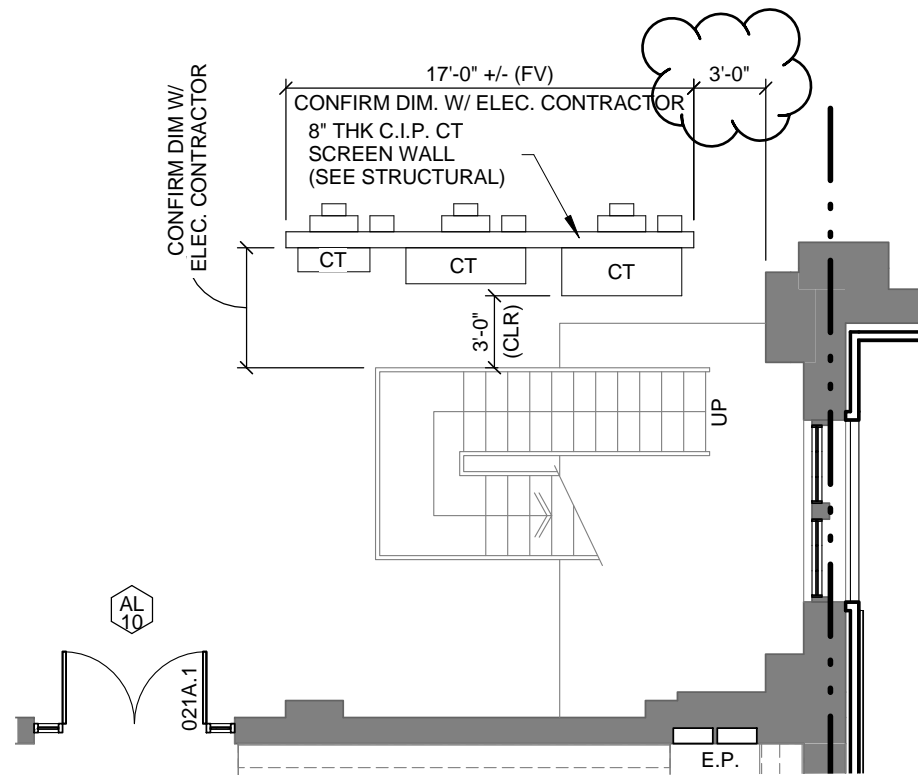 17'-0" +/- (FV)
3'-0"
CONFIRM DIM. W/ ELEC. CONTRACTOR
8" THK C.I.P. CT
SCREEN WALL
(SEE STRUCTURAL)
CONFIRM DIM W/
ELEC. CONTRACTOR
CT
CT
CT
3'-0"
(CLR)
UP
AL
10
021A.1
E.P.